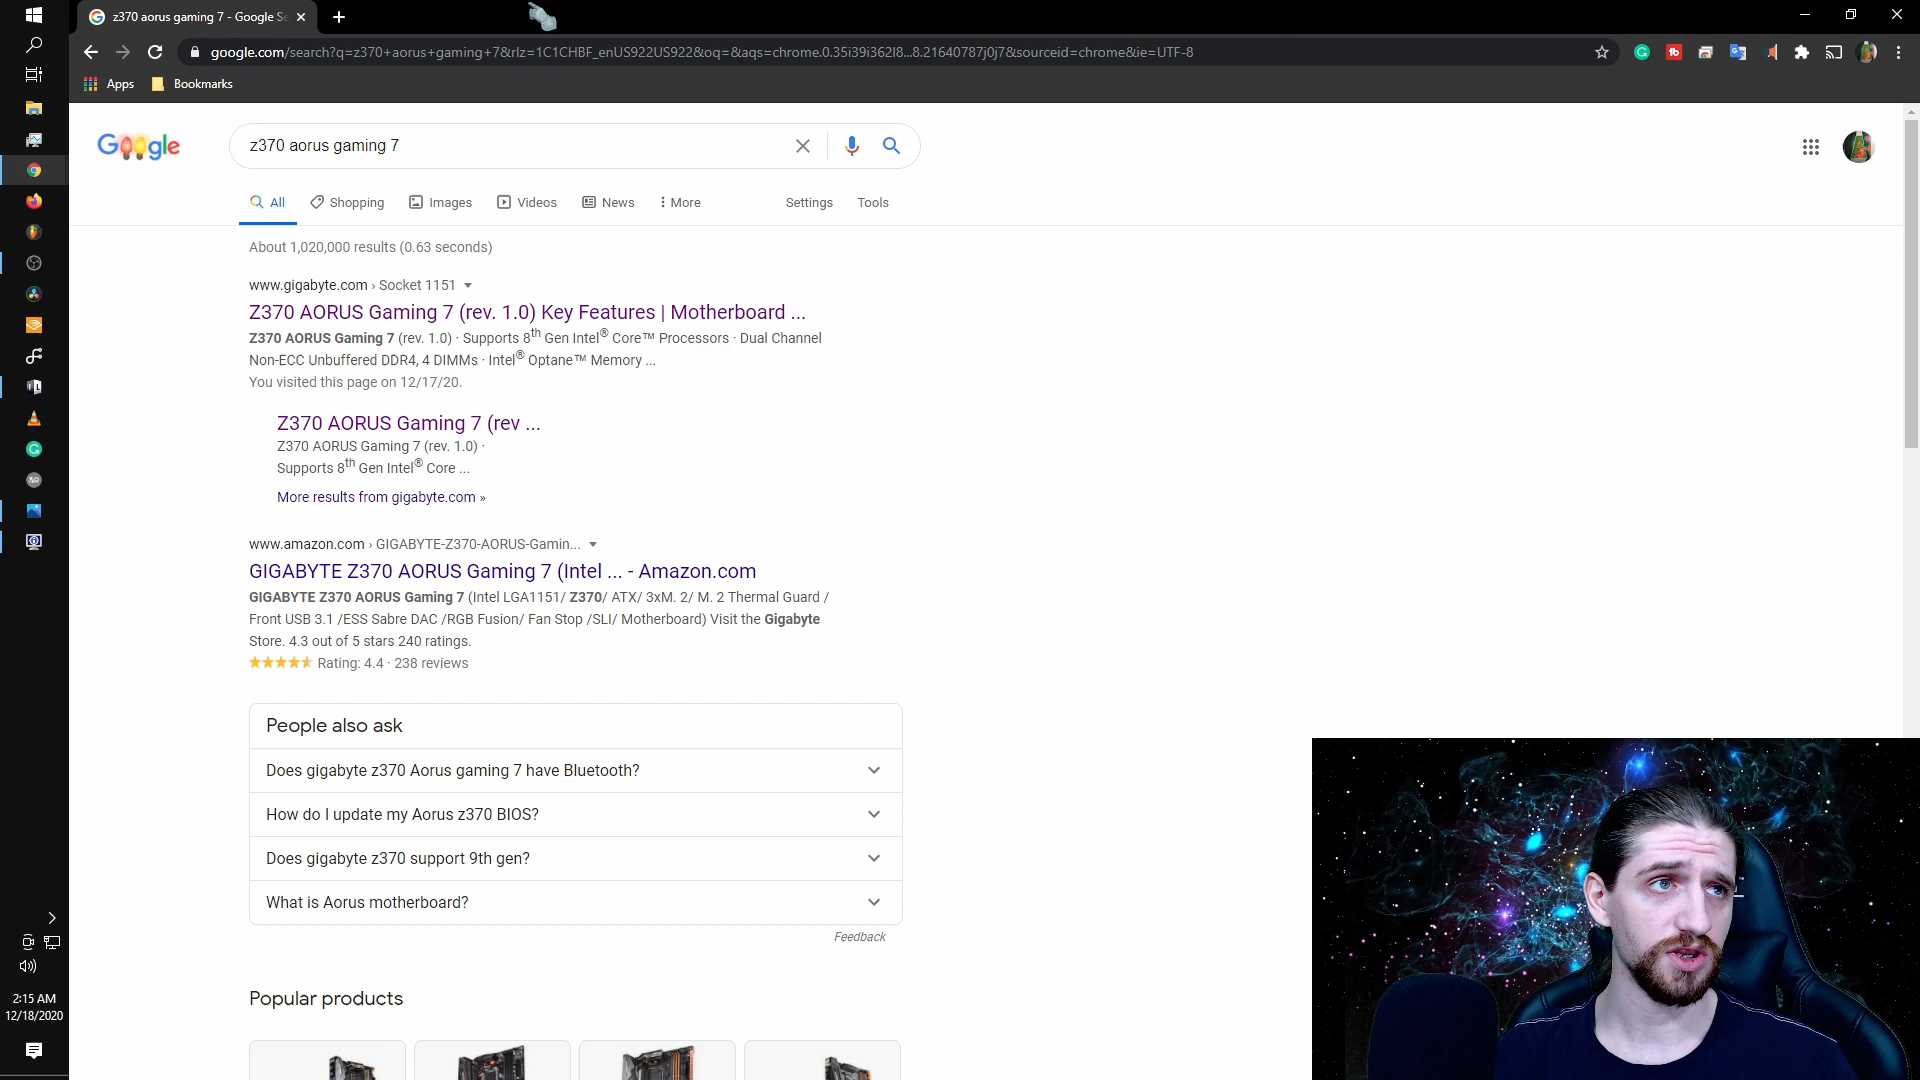 z370 aorus gaming 7 - Google Se
google.com/search?q=z370+aorus+gaming+7&rlz=1C1CHBF_enUS922US922&oq=&aqs=chrome.0.35i39i362l8...8.21640787j0j7&sourceid=chrome&ie=UTF-8
Apps Bookmarks
Google
z370 aorus gaming 7
All Shopping Images Videos News More Settings Tools
About 1,020,000 results (0.63 seconds)
www.gigabyte.com › Socket 1151
Z370 AORUS Gaming 7 (rev. 1.0) Key Features | Motherboard ...
Z370 AORUS Gaming 7 (rev. 1.0) · Supports 8th Gen Intel® Core™ Processors · Dual Channel
Non-ECC Unbuffered DDR4, 4 DIMMs · Intel® Optane™ Memory ...
You visited this page on 12/17/20.
Z370 AORUS Gaming 7 (rev ...
Z370 AORUS Gaming 7 (rev. 1.0) ·
Supports 8th Gen Intel® Core ...
More results from gigabyte.com »
www.amazon.com › GIGABYTE-Z370-AORUS-Gamin...
GIGABYTE Z370 AORUS Gaming 7 (Intel ... - Amazon.com
GIGABYTE Z370 AORUS Gaming 7 (Intel LGA1151/ Z370/ ATX/ 3xM. 2/ M. 2 Thermal Guard /
Front USB 3.1 /ESS Sabre DAC /RGB Fusion/ Fan Stop /SLI/ Motherboard) Visit the Gigabyte
Store. 4.3 out of 5 stars 240 ratings.
Rating: 4.4 · 238 reviews
People also ask
Does gigabyte z370 Aorus gaming 7 have Bluetooth?
How do I update my Aorus z370 BIOS?
Does gigabyte z370 support 9th gen?
What is Aorus motherboard?
Feedback
Popular products
2:15 AM
12/18/2020